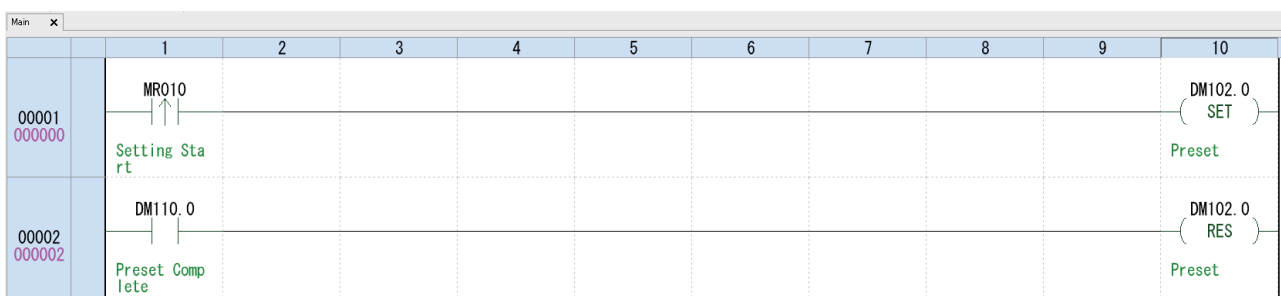 Main ×
1 2 3 4 5 6 7 8 9 10
MR010 DM102.0
00001 SET
000000
Setting Sta Preset
rt
DM110.0 DM102.0
00002 RES
000002
Preset Comp Preset
lete